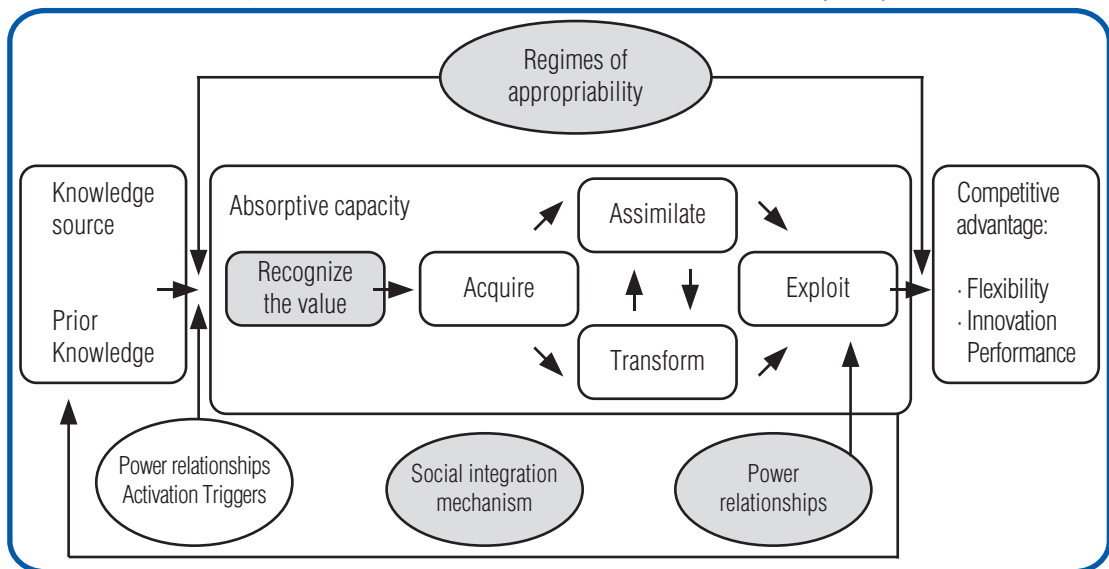 Regimes of
appropriability
Knowledge
source
Prior
Knowledge
Absorptive capacity
Recognize
the value
Acquire
Assimilate
Transform
Exploit
Competitive
advantage:
· Flexibility
· Innovation
Performance
Power relationships
Activation Triggers
Social integration
mechanism
Power
relationships